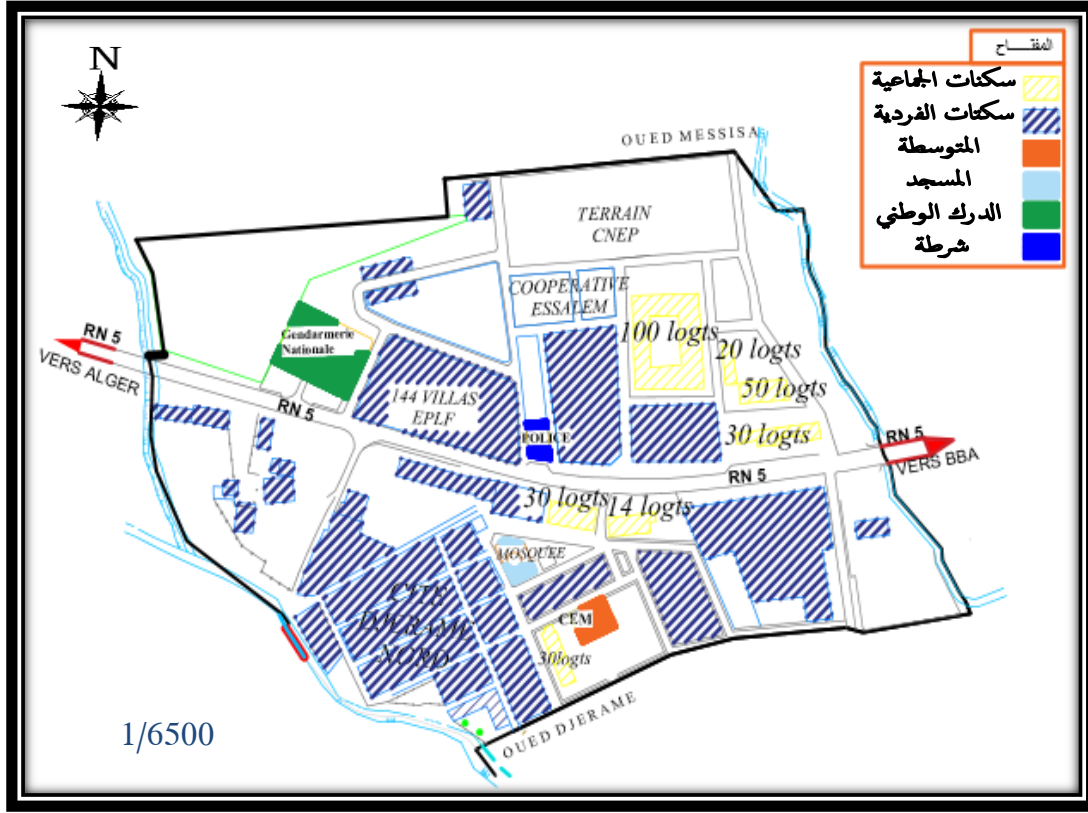 N
المفتـــاح
سكنات الجماعية
سكنات الفردية
المتوسطة
المسجد
الدرك الوطني
شرطة
OUED MESSISA
TERRAIN
CNEP
COOPERATIVE
ESSALEM
100 logts
20 logts
50 logts
30 logts
Gendarmerie
Nationale
RN 5
VERS ALGER
RN 5
144 VILLAS
EPLF
POLICE
RN 5
VERS BBA
RN 5
30 logts
14 logts
MOSQUEE
CITE
DJERAME
NORD
CEM
30logts
OUED DJERAME
1/6500